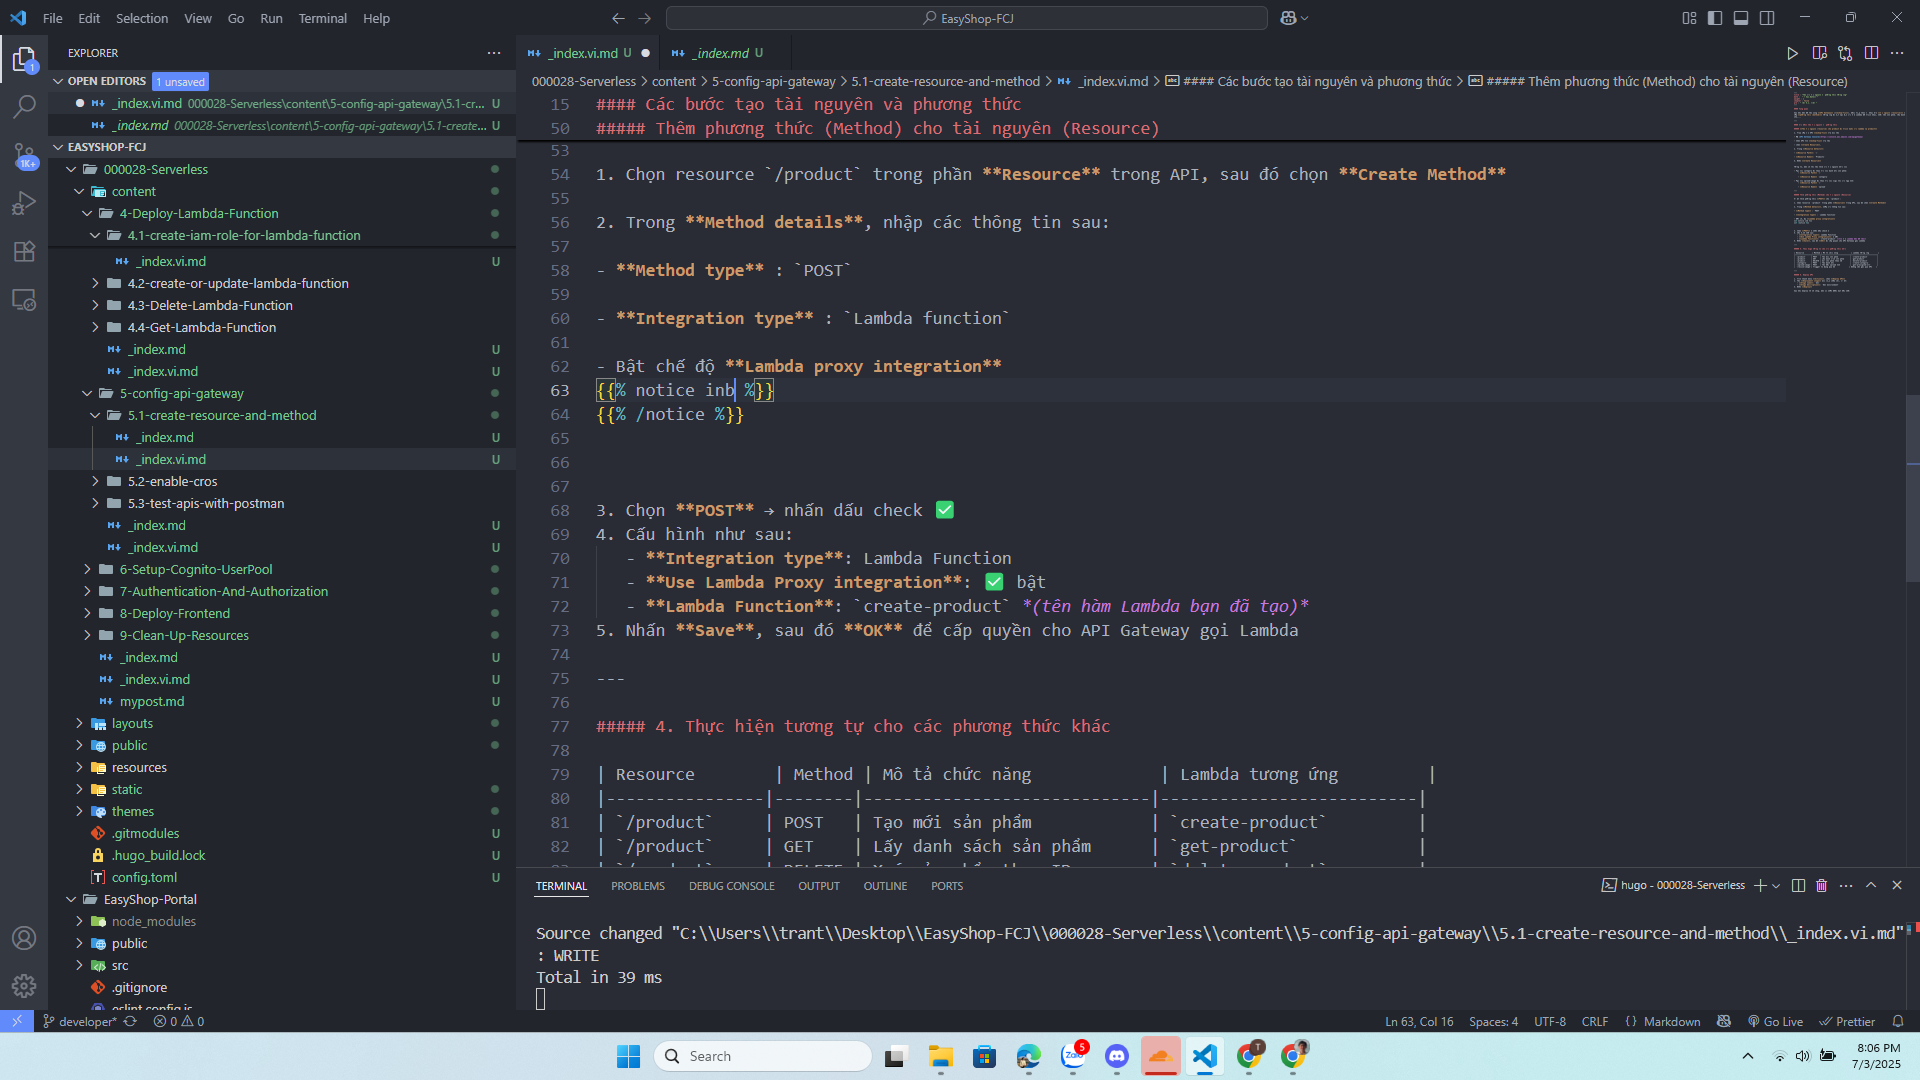 File Edit Selection View Go Run Terminal Help
EasyShop-FCJ
EXPLORER
OPEN EDITORS 1 unsaved
_index.vi.md 000028-Serverless\content\5-config-api-gateway\5.1-cr... U
_index.md 000028-Serverless\content\5-config-api-gateway\5.1-create... U
EASYSHOP-FCJ
000028-Serverless
content
4-Deploy-Lambda-Function
4.1-create-iam-role-for-lambda-function
_index.vi.md U
4.2-create-or-update-lambda-function
4.3-Delete-Lambda-Function
4.4-Get-Lambda-Function
_index.md U
_index.vi.md U
5-config-api-gateway
5.1-create-resource-and-method
_index.md U
_index.vi.md U
5.2-enable-cros
5.3-test-apis-with-postman
_index.md U
_index.vi.md U
6-Setup-Cognito-UserPool
7-Authentication-And-Authorization
8-Deploy-Frontend
9-Clean-Up-Resources
_index.md U
_index.vi.md U
mypost.md U
layouts
public
resources
static
themes
.gitmodules U
.hugo_build.lock U
config.toml U
EasyShop-Portal
node_modules
public
src
.gitignore
eslint.config.js
1
1K+
_index.vi.md U
_index.md U
000028-Serverless > content > 5-config-api-gateway > 5.1-create-resource-and-method > _index.vi.md > #### Các bước tạo tài nguyên và phương thức > ##### Thêm phương thức (Method) cho tài nguyên (Resource)
15 #### Các bước tạo tài nguyên và phương thức
50 ##### Thêm phương thức (Method) cho tài nguyên (Resource)
53
54 1. Chọn resource `/product` trong phần **Resource** trong API, sau đó chọn **Create Method**
55
56 2. Trong **Method details**, nhập các thông tin sau:
57
58 - **Method type** : `POST`
59
60 - **Integration type** : `Lambda function`
61
62 - Bật chế độ **Lambda proxy integration**
63 {{% notice inb %}}
64 {{% /notice %}}
65
66
67
68 3. Chọn **POST** → nhấn dấu check ✅
69 4. Cấu hình như sau:
70 - **Integration type**: Lambda Function
71 - **Use Lambda Proxy integration**: ✅ bật
72 - **Lambda Function**: `create-product` *(tên hàm Lambda bạn đã tạo)*
73 5. Nhấn **Save**, sau đó **OK** để cấp quyền cho API Gateway gọi Lambda
74
75 ---
76
77 ##### 4. Thực hiện tương tự cho các phương thức khác
78
79 | Resource | Method | Mô tả chức năng | Lambda tương ứng |
80 |----------------|--------|-----------------------------|--------------------------|
81 | `/product` | POST | Tạo mới sản phẩm | `create-product` |
82 | `/product` | GET | Lấy danh sách sản phẩm | `get-product` |
TERMINAL PROBLEMS DEBUG CONSOLE OUTPUT OUTLINE PORTS
hugo - 000028-Serverless
Source changed "C:\\Users\\trant\\Desktop\\EasyShop-FCJ\\000028-Serverless\\content\\5-config-api-gateway\\5.1-create-resource-and-method\\_index.vi.md"
: WRITE
Total in 39 ms
developer* 0 0
Ln 63, Col 16 Spaces: 4 UTF-8 CRLF {} Markdown Go Live Prettier
Search
Zalo
5
T
8:06 PM
7/3/2025